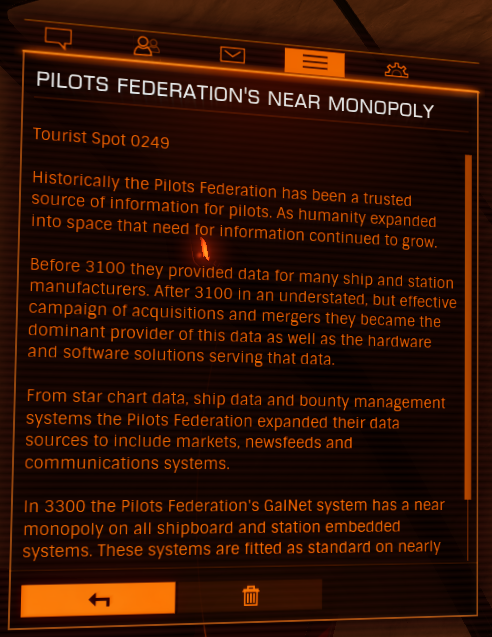 PILOTS FEDERATION'S NEAR MONOPOLY
Tourist Spot 0249
Historically the Pilots Federation has been a trusted
source of information for pilots. As humanity expanded
into space that need for information continued to grow.
Before 3100 they provided data for many ship and station
manufacturers. After 3100 in an understated, but effective
campaign of acquisitions and mergers they became the
dominant provider of this data as well as the hardware
and software solutions serving that data.
From star chart data, ship data and bounty management
systems the Pilots Federation expanded their data
sources to include markets, newsfeeds and
communications systems.
In 3300 the Pilots Federation's GalNet system has a near
monopoly on all shipboard and station embedded
systems. These systems are fitted as standard on nearly